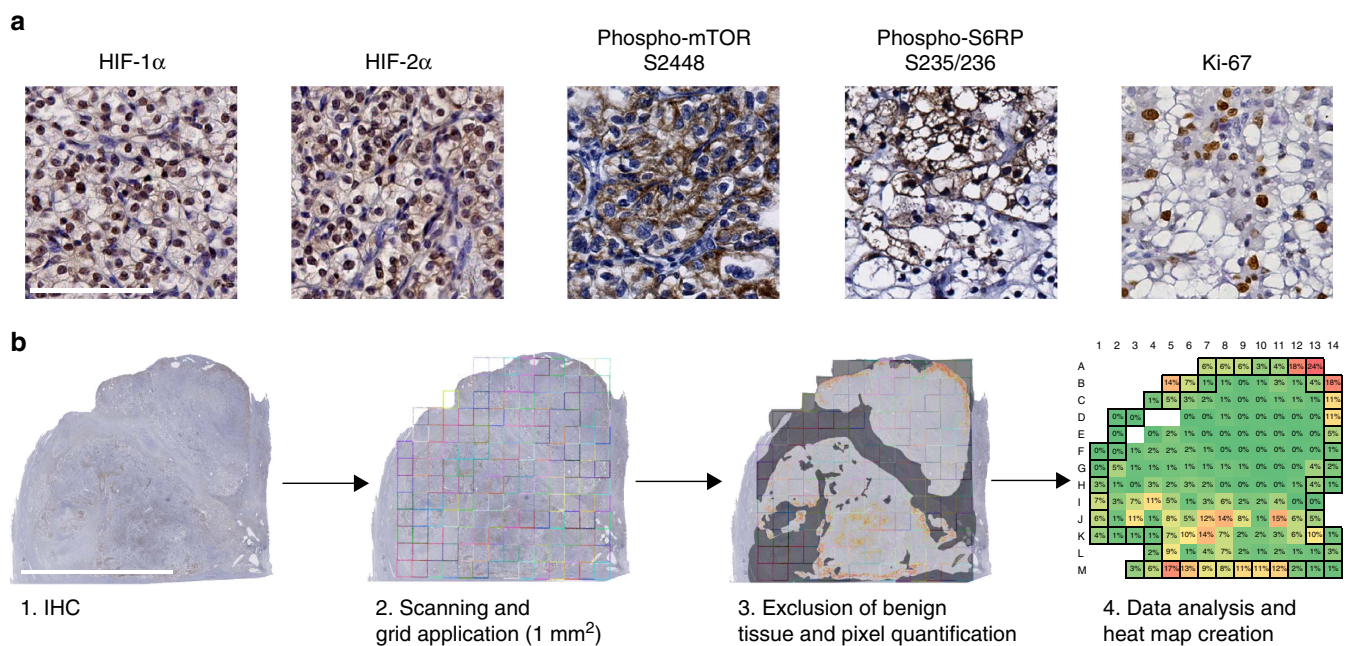 a
HIF-1α
HIF-2α
Phospho-mTOR
S2448
Phospho-S6RP
S235/236
Ki-67
b
1 2 3 4 5 6 7 8 9 10 11 12 13 14
A 6% 6% 6% 3% 4% 18% 24%
B 14% 7% 1% 1% 0% 1% 3% 1% 4% 18%
C 1% 5% 3% 2% 1% 0% 0% 1% 1% 1% 11%
D 0% 0% 0% 0% 1% 0% 0% 0% 0% 0% 11%
E 0% 0% 2% 1% 0% 0% 0% 0% 0% 0% 0% 5%
F 0% 0% 1% 2% 2% 2% 1% 0% 0% 0% 0% 0% 0% 1%
G 0% 5% 1% 1% 1% 1% 1% 1% 1% 0% 0% 0% 4% 2%
H 3% 1% 0% 3% 2% 3% 2% 0% 0% 0% 0% 1% 4% 1%
I 7% 3% 7% 11% 5% 1% 3% 6% 2% 2% 4% 0% 0%
J 6% 1% 11% 1% 8% 5% 12% 14% 8% 1% 15% 6% 5%
K 4% 1% 1% 1% 7% 10% 14% 7% 2% 2% 3% 6% 10% 1%
L 2% 9% 1% 4% 7% 2% 1% 2% 1% 1% 3%
M 3% 6% 17% 13% 9% 8% 11% 11% 12% 2% 1% 1%
1. IHC
2. Scanning and
grid application (1 mm²)
3. Exclusion of benign
tissue and pixel quantification
4. Data analysis and
heat map creation